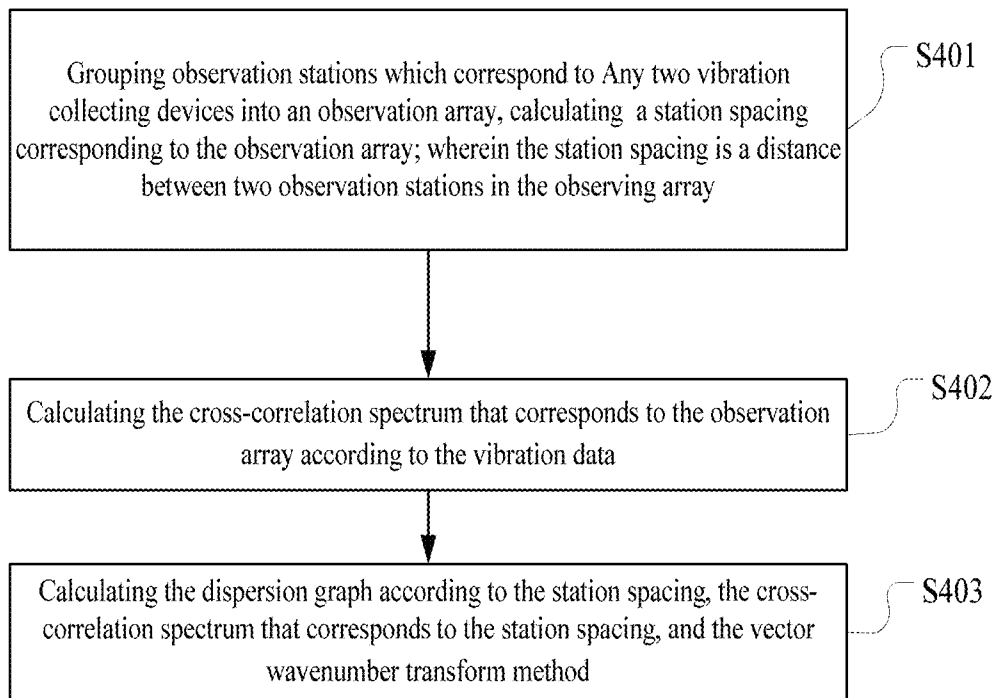 Grouping observation stations which correspond to Any two vibration
collecting devices into an observation array, calculating a station spacing
corresponding to the observation array; wherein the station spacing is a distance
between two observation stations in the observing array
S401
Calculating the cross-correlation spectrum that corresponds to the observation
array according to the vibration data
S402
Calculating the dispersion graph according to the station spacing, the cross-
correlation spectrum that corresponds to the station spacing, and the vector
wavenumber transform method
S403